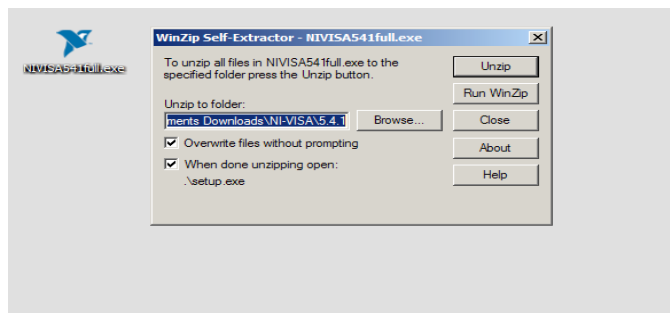 NIVISA541full.exe
WinZip Self-Extractor - NIVISA541full.exe
To unzip all files in NIVISA541full.exe to the
specified folder press the Unzip button.
Unzip to folder:
ments Downloads\NI-VISA\5.4.1
Browse...
Overwrite files without prompting
When done unzipping open:
.\setup.exe
Unzip
Run WinZip
Close
About
Help